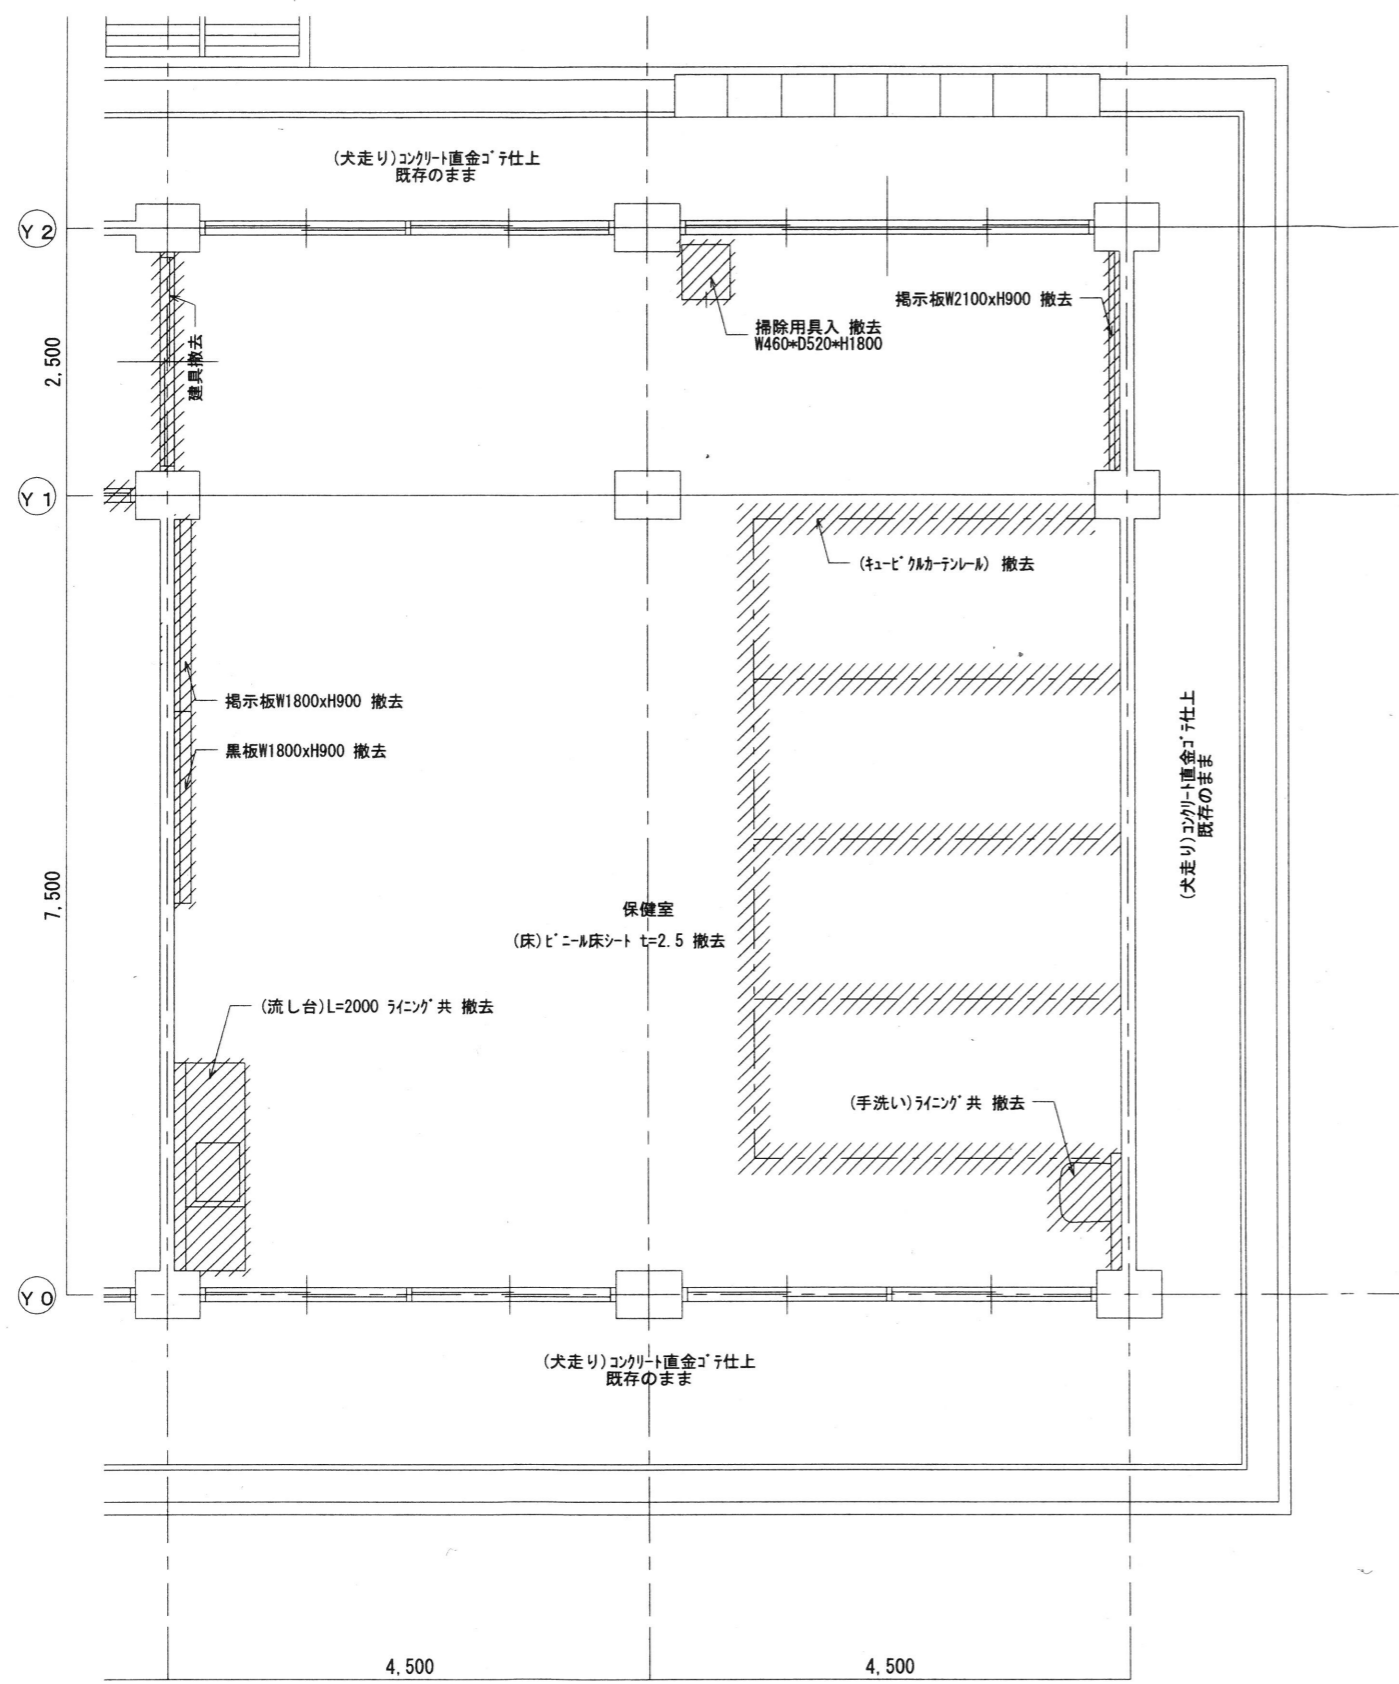 (犬走り)ｺﾝｸﾘｰﾄ直金ｺﾞﾃ仕上
既存のまま
Y2
掲示板W2100xH900 撤去
掃除用具入 撤去
W460*D520*H1800
建具撤去
2,500
Y1
(ｷｭｰﾋﾞｸﾙｶｰﾃﾝﾚｰﾙ) 撤去
掲示板W1800xH900 撤去
黒板W1800xH900 撤去
(犬走り)ｺﾝｸﾘｰﾄ直金ｺﾞﾃ仕上
既存のまま
7,500
保健室
(床)ﾋﾞﾆｰﾙ床ｼｰﾄ t=2.5 撤去
(流し台)L=2000 ﾗｲﾆﾝｸﾞ共 撤去
(手洗い)ﾗｲﾆﾝｸﾞ共 撤去
Y0
(犬走り)ｺﾝｸﾘｰﾄ直金ｺﾞﾃ仕上
既存のまま
4,500
4,500